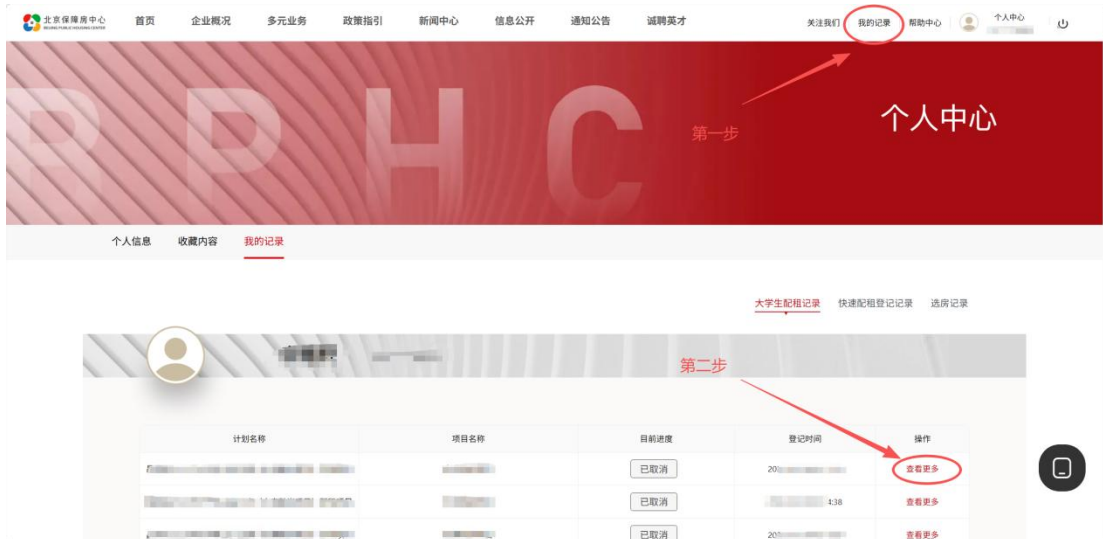 北京保障房中心 首页 企业概况 多元业务 政策指引 新闻中心 信息公开 通知公告 诚聘英才 关注我们 我的记录 帮助中心 个人中心
BEIJING PUBLIC HOUSING CENTER
BPHC
第一步
个人中心
个人信息 收藏内容 我的记录
大学生配租记录 快速配租登记记录 选房记录
第二步
计划名称 项目名称 目前进度 登记时间 操作
已取消 查看更多
已取消 4:38 查看更多
已取消 查看更多